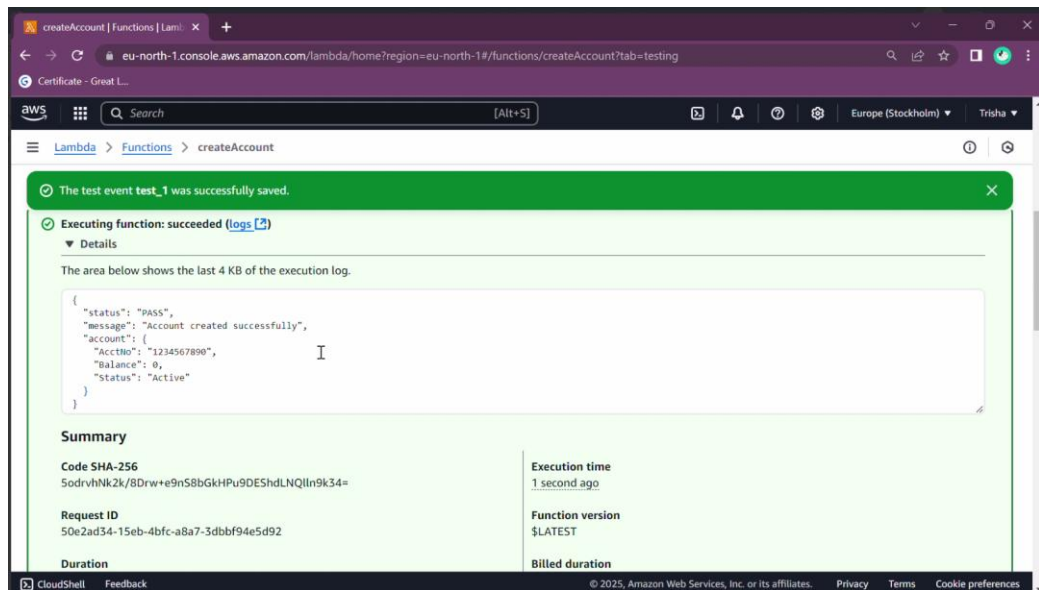 createAccount | Functions | Lamb
eu-north-1.console.aws.amazon.com/lambda/home?region=eu-north-1#/functions/createAccount?tab=testing
Certificate - Great L...
aws
Search
[Alt+S]
Europe (Stockholm) ▼
Trisha ▼
Lambda > Functions > createAccount
The test event test_1 was successfully saved.
Executing function: succeeded (logs)
▼ Details
The area below shows the last 4 KB of the execution log.
{
"status": "PASS",
"message": "Account created successfully",
"account": {
"AcctNo": "1234567890",
"Balance": 0,
"Status": "Active"
}
}
Summary
Code SHA-256
5odrvhNk2k/8Drw+e9nS8bGkHPu9DEShdLNQlln9k34=
Execution time
1 second ago
Request ID
50e2ad34-15eb-4bfc-a8a7-3dbbf94e5d92
Function version
$LATEST
Duration
Billed duration
CloudShell Feedback
© 2025, Amazon Web Services, Inc. or its affiliates. Privacy Terms Cookie preferences